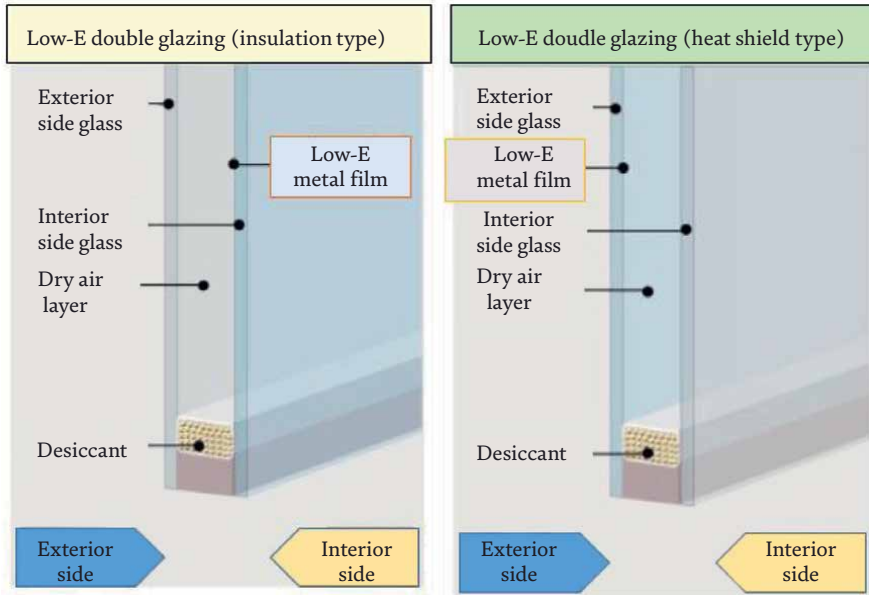 Low-E double glazing (insulation type)
Exterior
side glass
Low-E
metal film
Interior
side glass
Dry air
layer
Desiccant
Exterior
side
Interior
side
Low-E doudle glazing (heat shield type)
Exterior
side glass
Low-E
metal film
Interior
side glass
Dry air
layer
Desiccant
Exterior
side
Interior
side